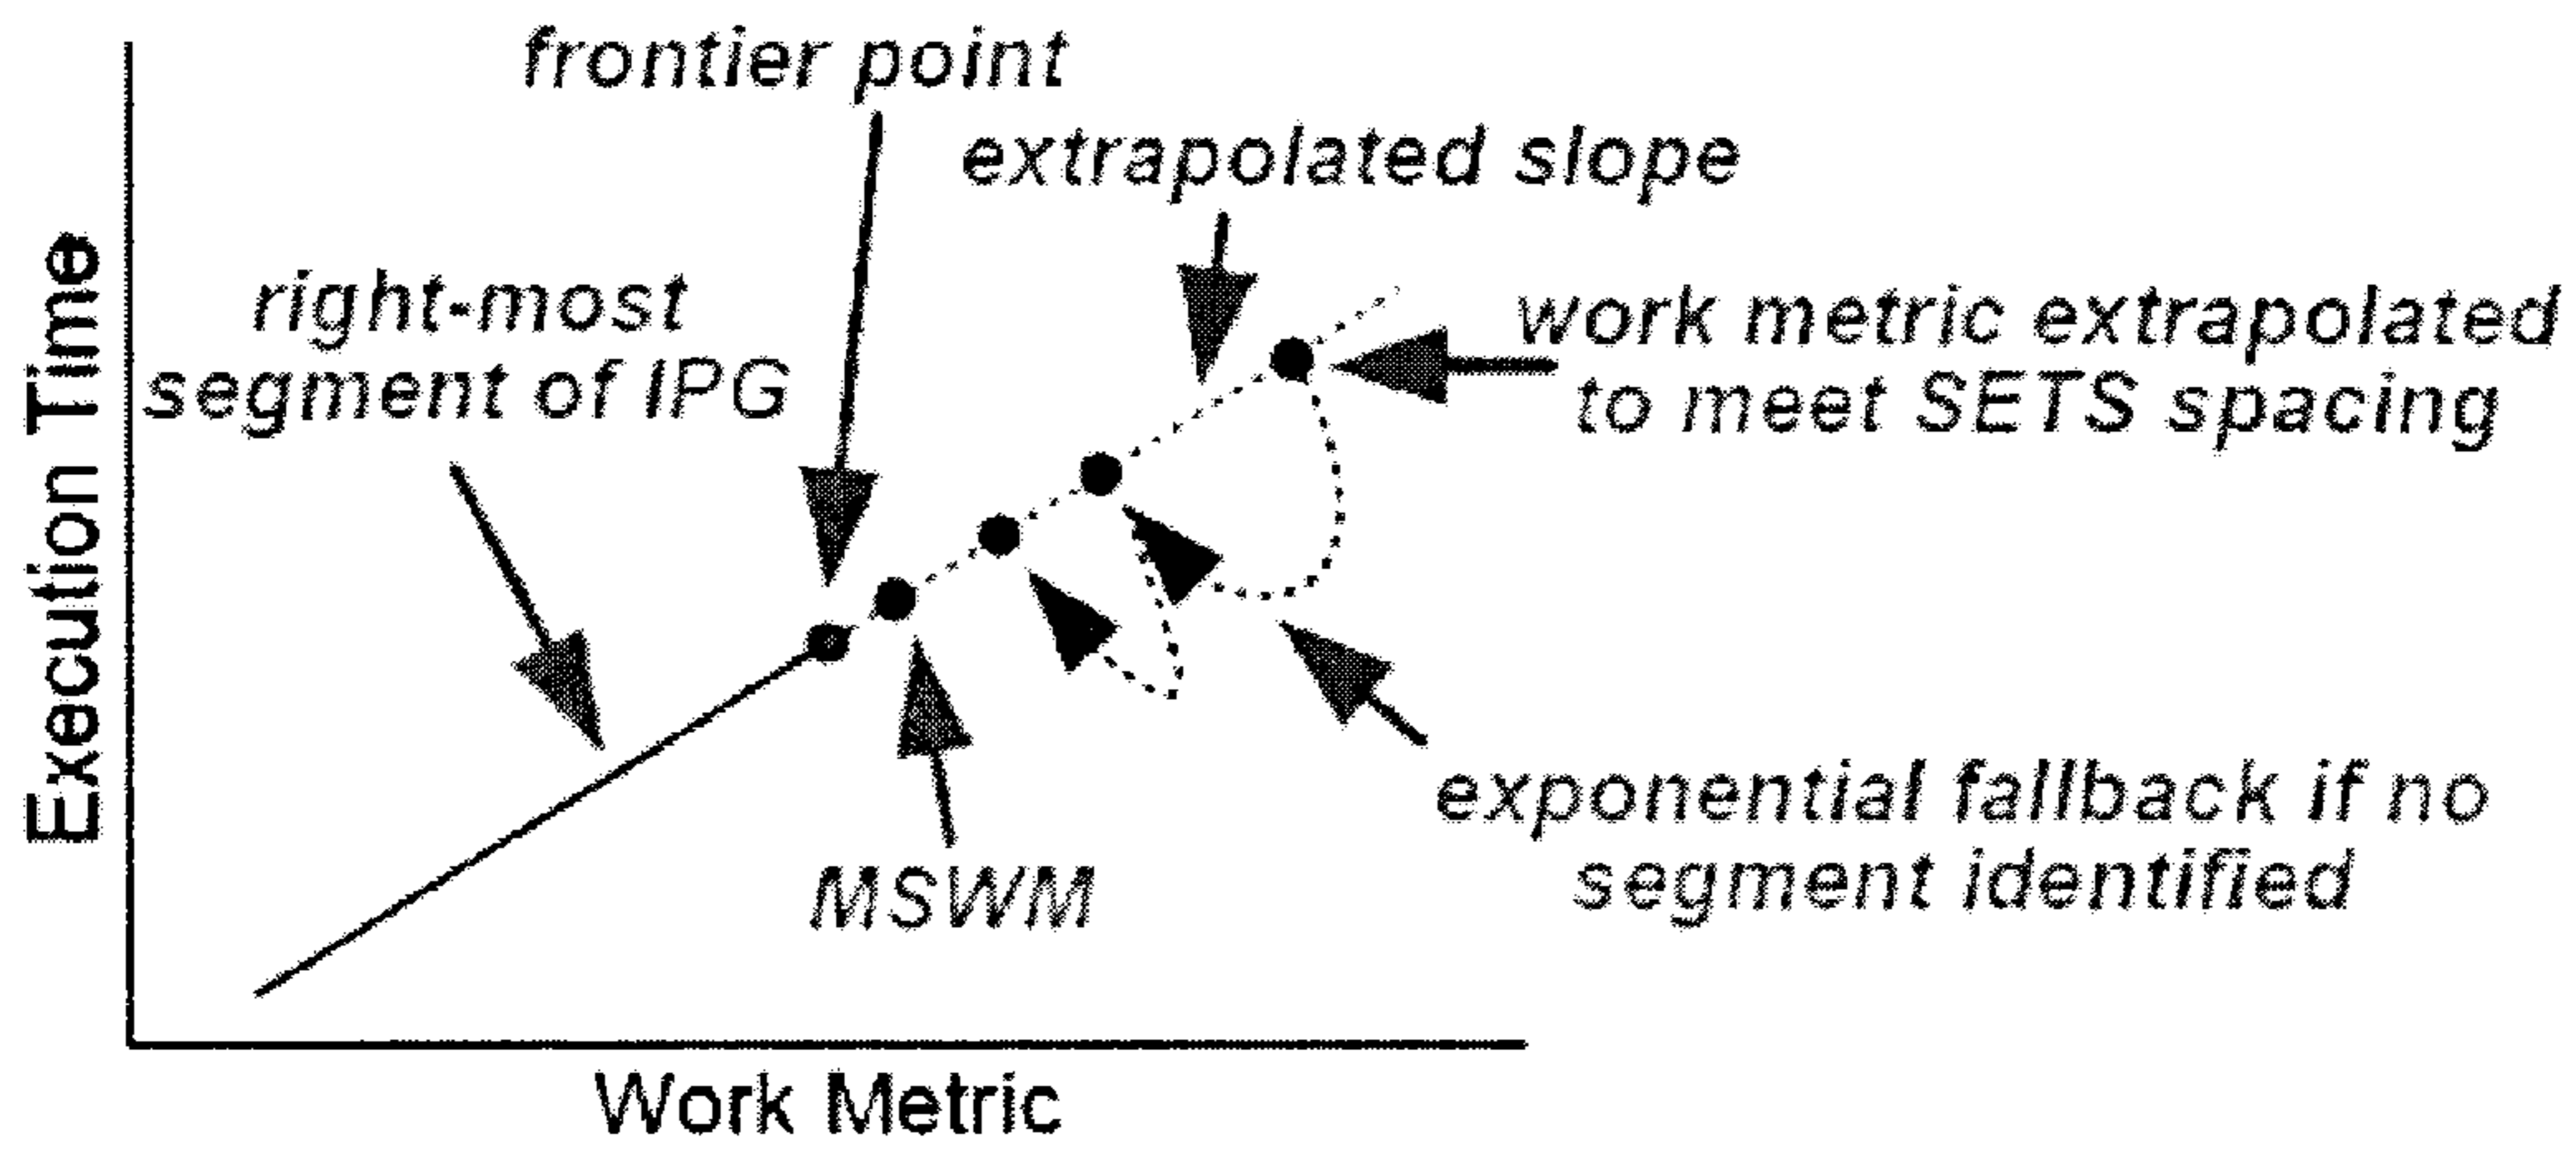 frontier point
extrapolated slope
right-most
segment of IPG
work metric extrapolated
to meet SETS spacing
Execution Time
MSWM
exponential fallback if no
segment identified
Work Metric